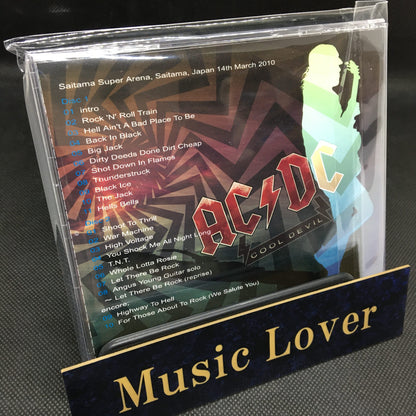 Saitama Super Arena, Saitama, Japan 14th March 2010
intro
Rock 'N' Roll Train
Hell Ain't A Bad Place To Be
Back In Black
Big Jack
Dirty Deeds Done Dirt Cheap
Shot Down In Flames
Thunderstruck
Black Ice
The Jack
Hells Bells
Shoot To Thrill
War Machine
High Voltage
You Shook Me All Night Long
T.N.T.
Whole Lotta Rosie
Let There Be Rock
Angus Young Guitar solo
~ Let There Be Rock (reprise)
encore:
Highway To Hell
For Those About To Rock (We Salute You)
AC⚡DC
COOL DEVIL
Music Lover